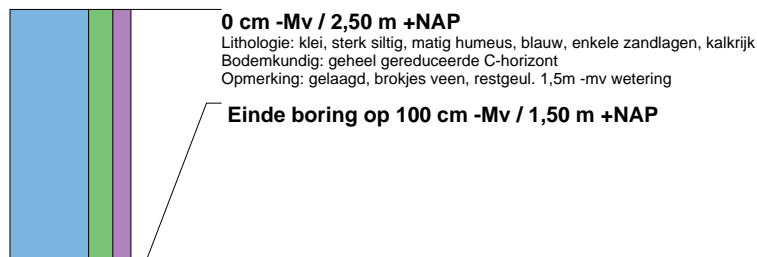 0 cm -Mv / 2,50 m +NAP
Lithologie: klei, sterk siltig, matig humeus, blauw, enkele zandlagen, kalkrijk
Bodemkundig: geheel gereduceerde C-horizont
Opmerking: gelaagd, brokjes veen, restgeul. 1,5m -mv wetering
Einde boring op 100 cm -Mv / 1,50 m +NAP